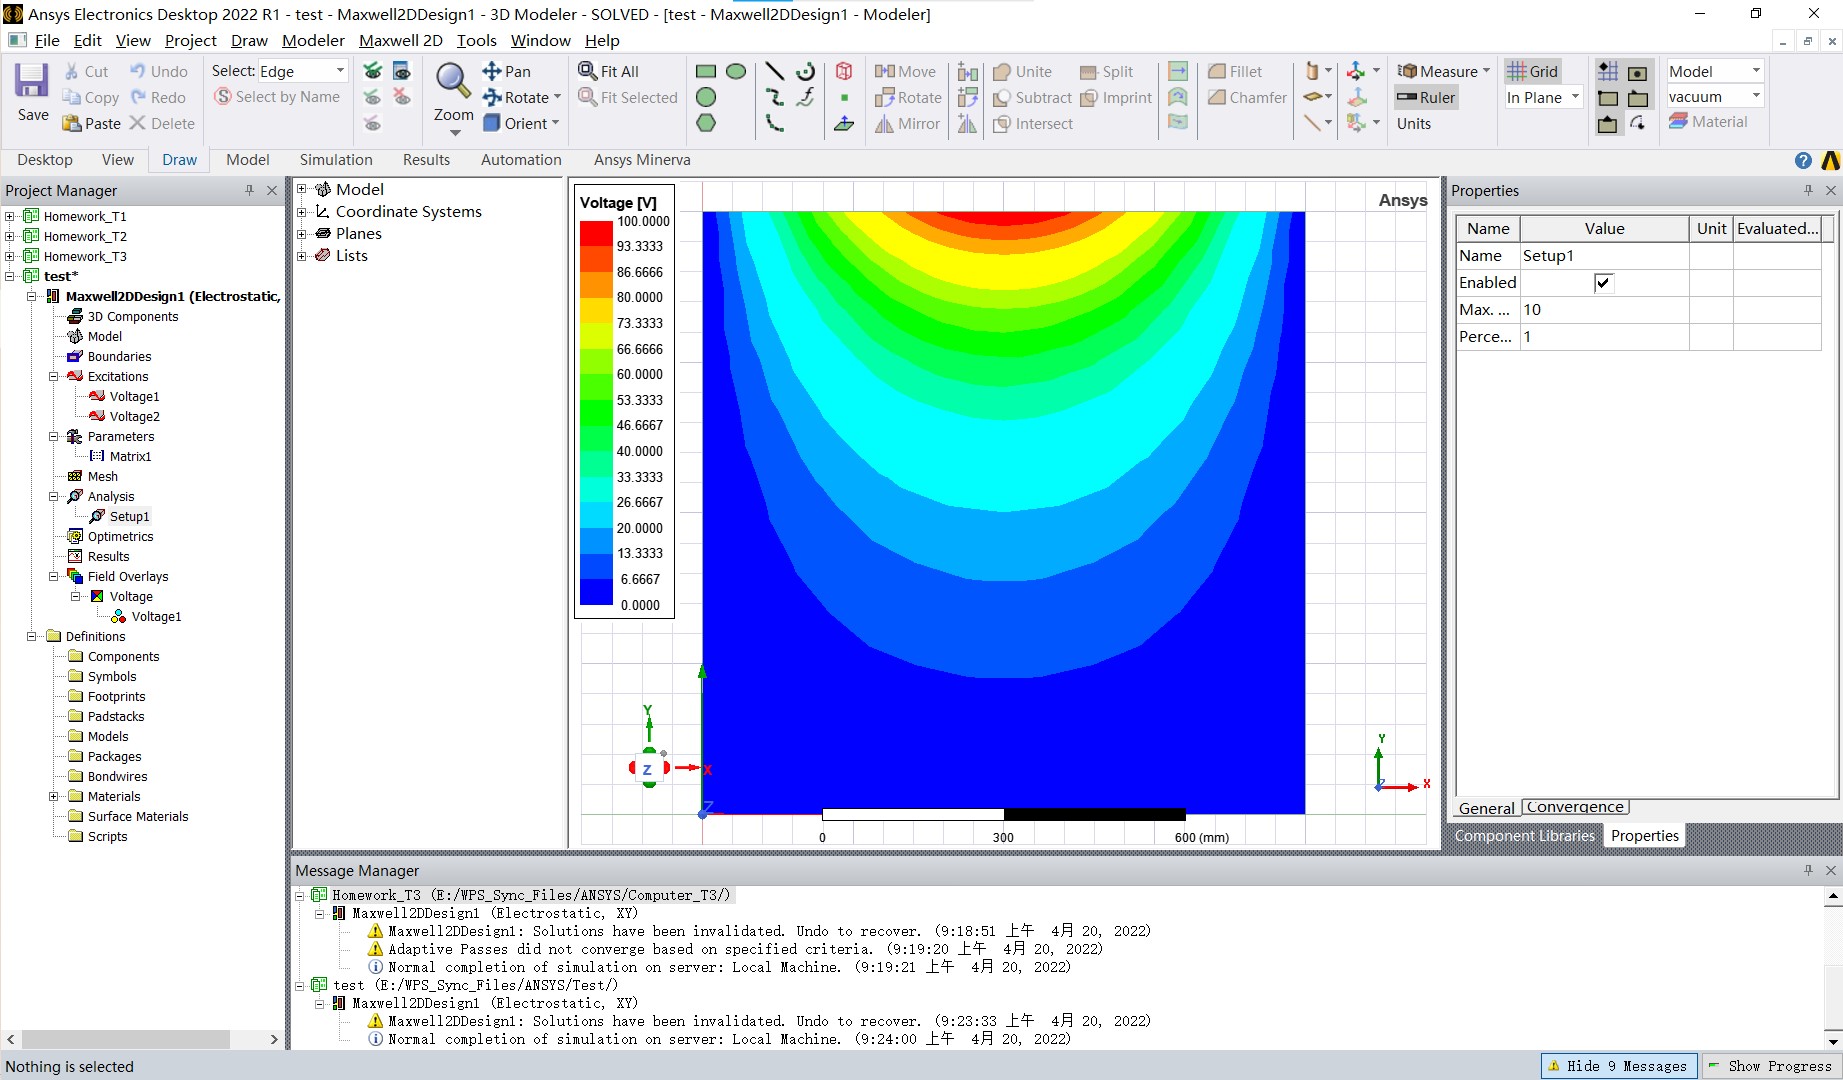 Ansys Electronics Desktop 2022 R1 - test - Maxwell2DDesign1 - 3D Modeler - SOLVED - [test - Maxwell2DDesign1 - Modeler]
File Edit View Project Draw Modeler Maxwell 2D Tools Window Help
Save
Cut
Copy
Paste
Undo
Redo
Delete
Select: Edge
Select by Name
Zoom
Pan
Rotate
Orient
Fit All
Fit Selected
Move
Rotate
Mirror
Unite
Subtract
Intersect
Split
Imprint
Fillet
Chamfer
Measure
Ruler
Units
Grid
In Plane
Model
vacuum
Material
Desktop View Draw Model Simulation Results Automation Ansys Minerva
Project Manager
Homework_T1
Homework_T2
Homework_T3
test*
Maxwell2DDesign1 (Electrostatic,
3D Components
Model
Boundaries
Excitations
Voltage1
Voltage2
Parameters
Matrix1
Mesh
Analysis
Setup1
Optimetrics
Results
Field Overlays
Voltage
Voltage1
Definitions
Components
Symbols
Footprints
Padstacks
Models
Packages
Bondwires
Materials
Surface Materials
Scripts
Model
Coordinate Systems
Planes
Lists
Voltage [V]
100.0000
93.3333
86.6666
80.0000
73.3333
66.6666
60.0000
53.3333
46.6667
40.0000
33.3333
26.6667
20.0000
13.3333
6.6667
0.0000
Ansys
Y
Z
X
Z
Y
Z
X
0 300 600 (mm)
Properties
Name Value Unit Evaluated...
Name Setup1
Enabled
Max. ... 10
Perce... 1
General Convergence
Component Libraries Properties
Message Manager
Homework_T3 (E:/WPS_Sync_Files/ANSYS/Computer_T3/)
Maxwell2DDesign1 (Electrostatic, XY)
Maxwell2DDesign1: Solutions have been invalidated. Undo to recover. (9:18:51 上午 4月 20, 2022)
Adaptive Passes did not converge based on specified criteria. (9:19:20 上午 4月 20, 2022)
Normal completion of simulation on server: Local Machine. (9:19:21 上午 4月 20, 2022)
test (E:/WPS_Sync_Files/ANSYS/Test/)
Maxwell2DDesign1 (Electrostatic, XY)
Maxwell2DDesign1: Solutions have been invalidated. Undo to recover. (9:23:33 上午 4月 20, 2022)
Normal completion of simulation on server: Local Machine. (9:24:00 上午 4月 20, 2022)
Nothing is selected
Hide 9 Messages
Show Progress